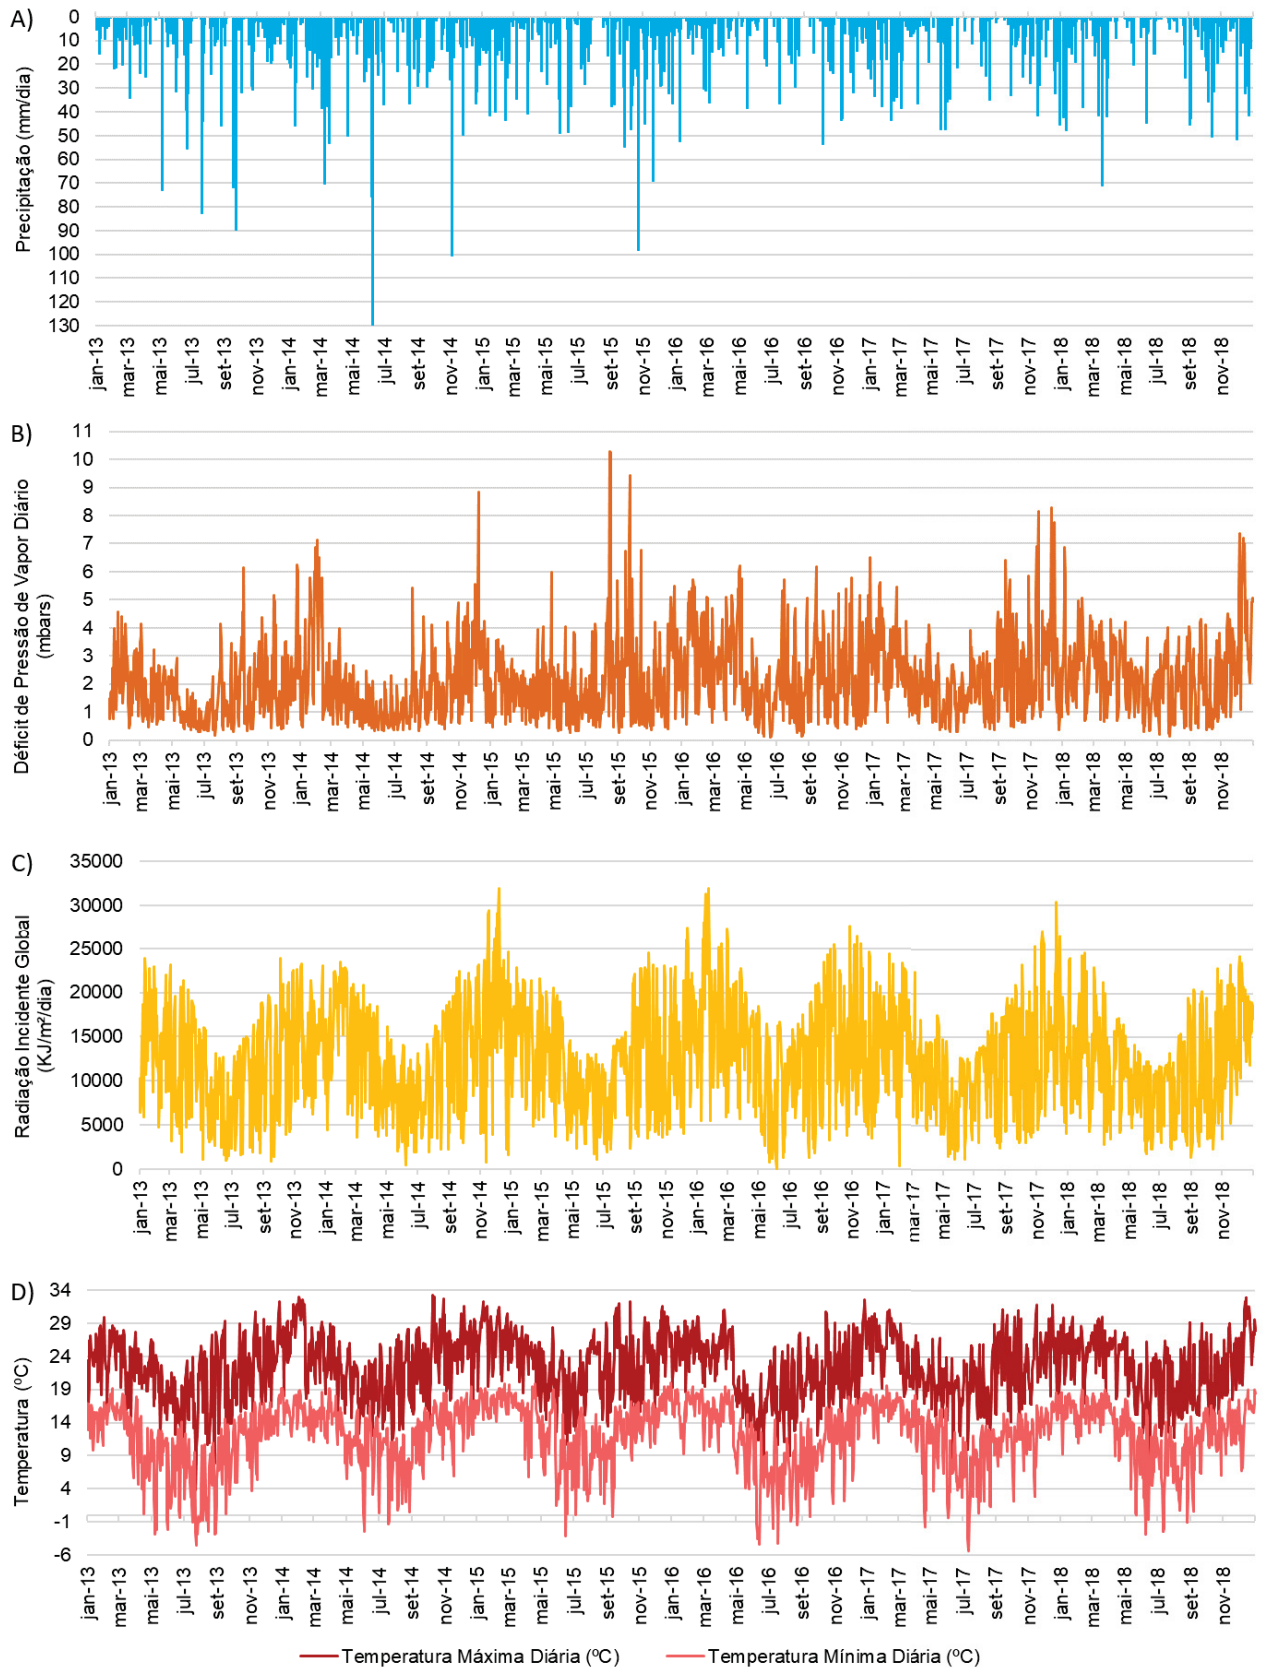 A)
Precipitação (mm/dia)
0
10
20
30
40
50
60
70
80
90
100
110
120
130
jan-13 mar-13 mai-13 jul-13 set-13 nov-13 jan-14 mar-14 mai-14 jul-14 set-14 nov-14 jan-15 mar-15 mai-15 jul-15 set-15 nov-15 jan-16 mar-16 mai-16 jul-16 set-16 nov-16 jan-17 mar-17 mai-17 jul-17 set-17 nov-17 jan-18 mar-18 mai-18 jul-18 set-18 nov-18
B)
Déficit de Pressão de Vapor Diário
(mbars)
11
10
9
8
7
6
5
4
3
2
1
0
jan-13 mar-13 mai-13 jul-13 set-13 nov-13 jan-14 mar-14 mai-14 jul-14 set-14 nov-14 jan-15 mar-15 mai-15 jul-15 set-15 nov-15 jan-16 mar-16 mai-16 jul-16 set-16 nov-16 jan-17 mar-17 mai-17 jul-17 set-17 nov-17 jan-18 mar-18 mai-18 jul-18 set-18 nov-18
C)
Radiação Incidente Global
(KJ/m²/dia)
35000
30000
25000
20000
15000
10000
5000
0
jan-13 mar-13 mai-13 jul-13 set-13 nov-13 jan-14 mar-14 mai-14 jul-14 set-14 nov-14 jan-15 mar-15 mai-15 jul-15 set-15 nov-15 jan-16 mar-16 mai-16 jul-16 set-16 nov-16 jan-17 mar-17 mai-17 jul-17 set-17 nov-17 jan-18 mar-18 mai-18 jul-18 set-18 nov-18
D)
Temperatura (ºC)
34
29
24
19
14
9
4
-1
-6
jan-13 mar-13 mai-13 jul-13 set-13 nov-13 jan-14 mar-14 mai-14 jul-14 set-14 nov-14 jan-15 mar-15 mai-15 jul-15 set-15 nov-15 jan-16 mar-16 mai-16 jul-16 set-16 nov-16 jan-17 mar-17 mai-17 jul-17 set-17 nov-17 jan-18 mar-18 mai-18 jul-18 set-18 nov-18
Temperatura Máxima Diária (ºC) Temperatura Mínima Diária (ºC)